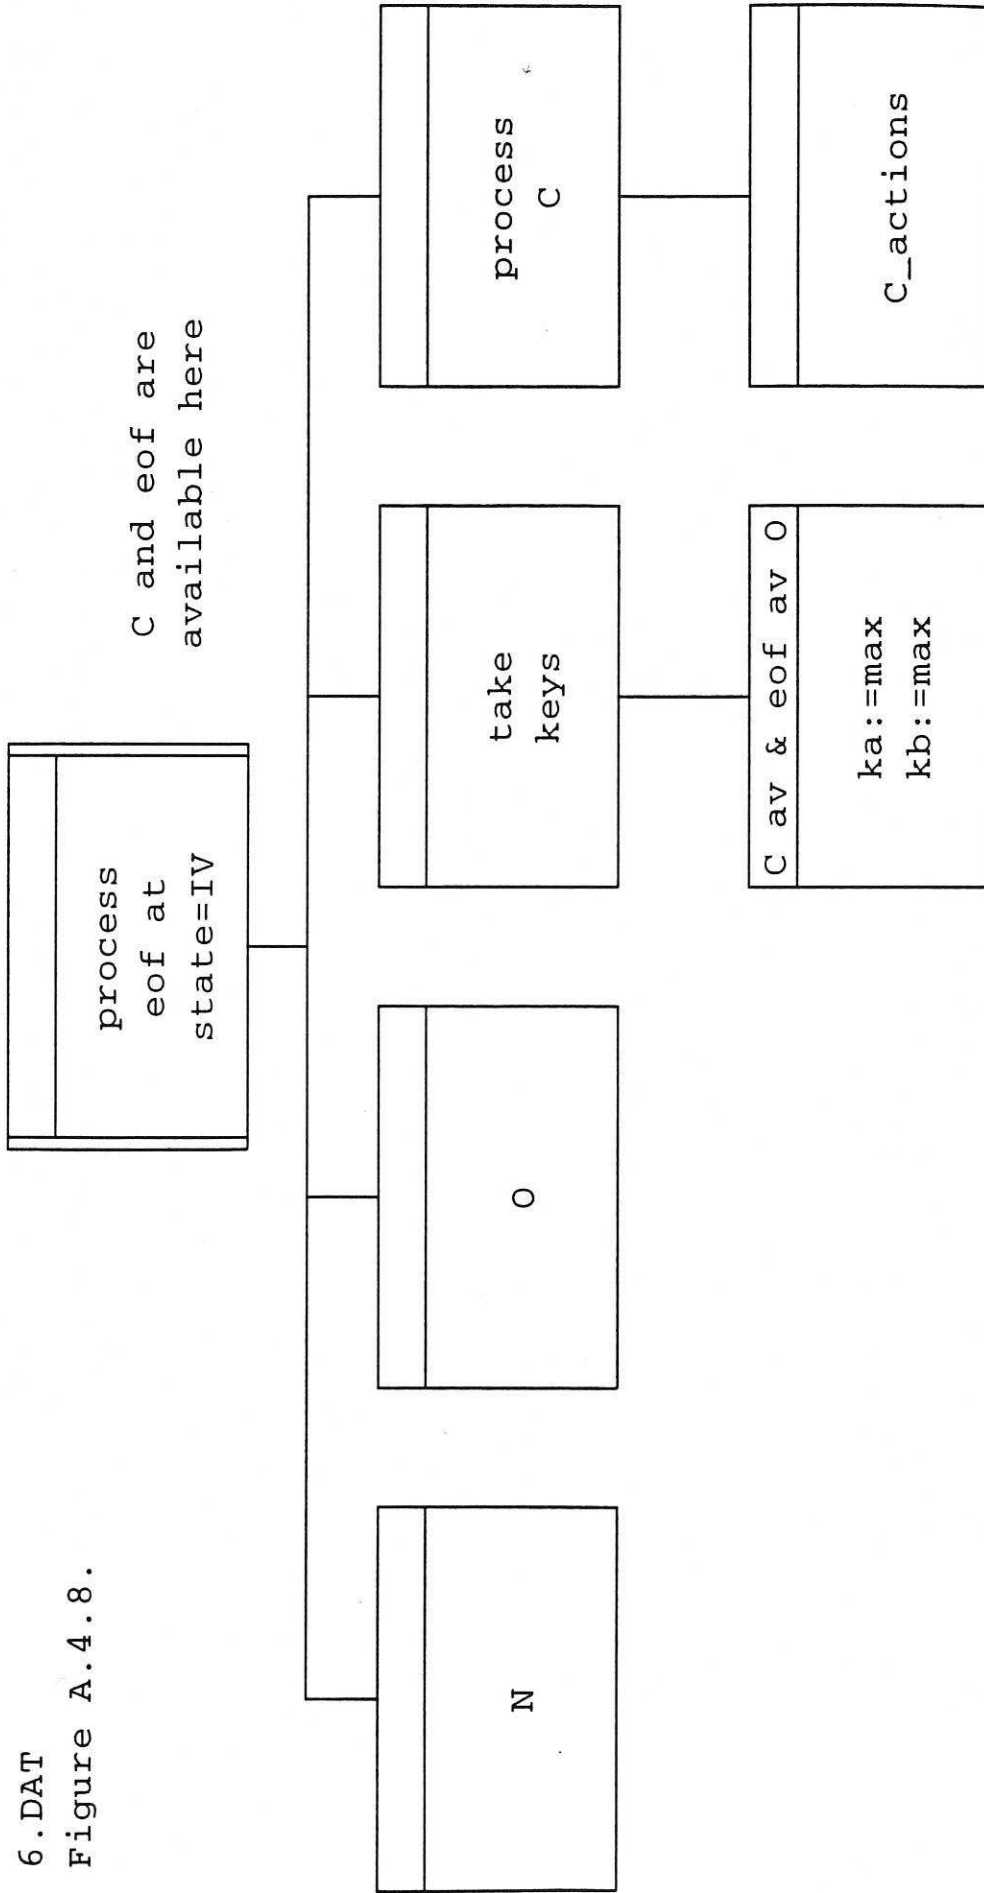 6.DAT
Figure A.4.8.
process
eof at
state=IV
C and eof are
available here
N
O
take
keys
process
C
C av & eof av O
ka:=max
kb:=max
C_actions